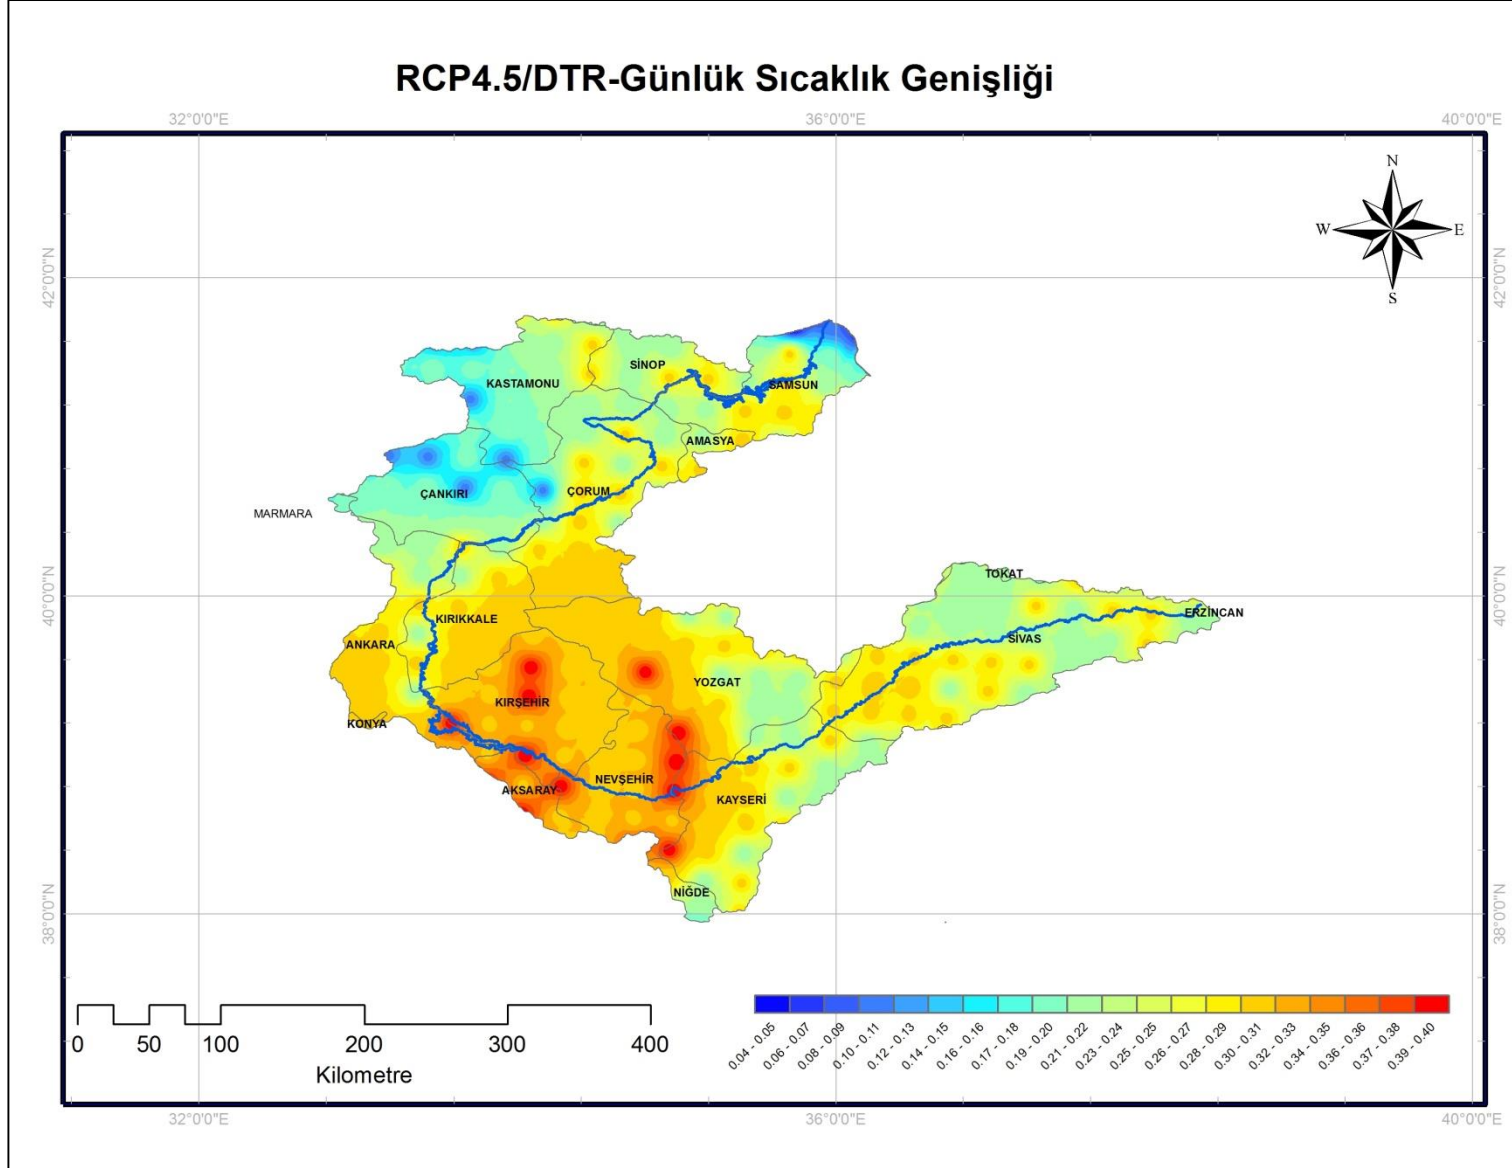 RCP4.5/DTR-Günlük Sıcaklık Genişliği
32°0'0"E 36°0'0"E 40°0'0"E
N
W E
S
42°0'0"N 42°0'0"N
SİNOP
KASTAMONU
SAMSUN
AMASYA
ÇORUM
ÇANKIRI
MARMARA
TOKAT
40°0'0"N 40°0'0"N
ERZİNCAN
KIRIKKALE
SİVAS
ANKARA
YOZGAT
KIRŞEHİR
KONYA
NEVŞEHİR
AKSARAY
KAYSERİ
NİĞDE
38°0'0"N 38°0'0"N
0 50 100 200 300 400
Kilometre
0.04 - 0.05
0.06 - 0.07
0.08 - 0.09
0.10 - 0.11
0.12 - 0.13
0.14 - 0.15
0.16 - 0.16
0.17 - 0.18
0.19 - 0.20
0.21 - 0.22
0.23 - 0.24
0.25 - 0.25
0.26 - 0.27
0.28 - 0.29
0.30 - 0.31
0.32 - 0.33
0.34 - 0.35
0.36 - 0.36
0.37 - 0.38
0.39 - 0.40
32°0'0"E 36°0'0"E 40°0'0"E